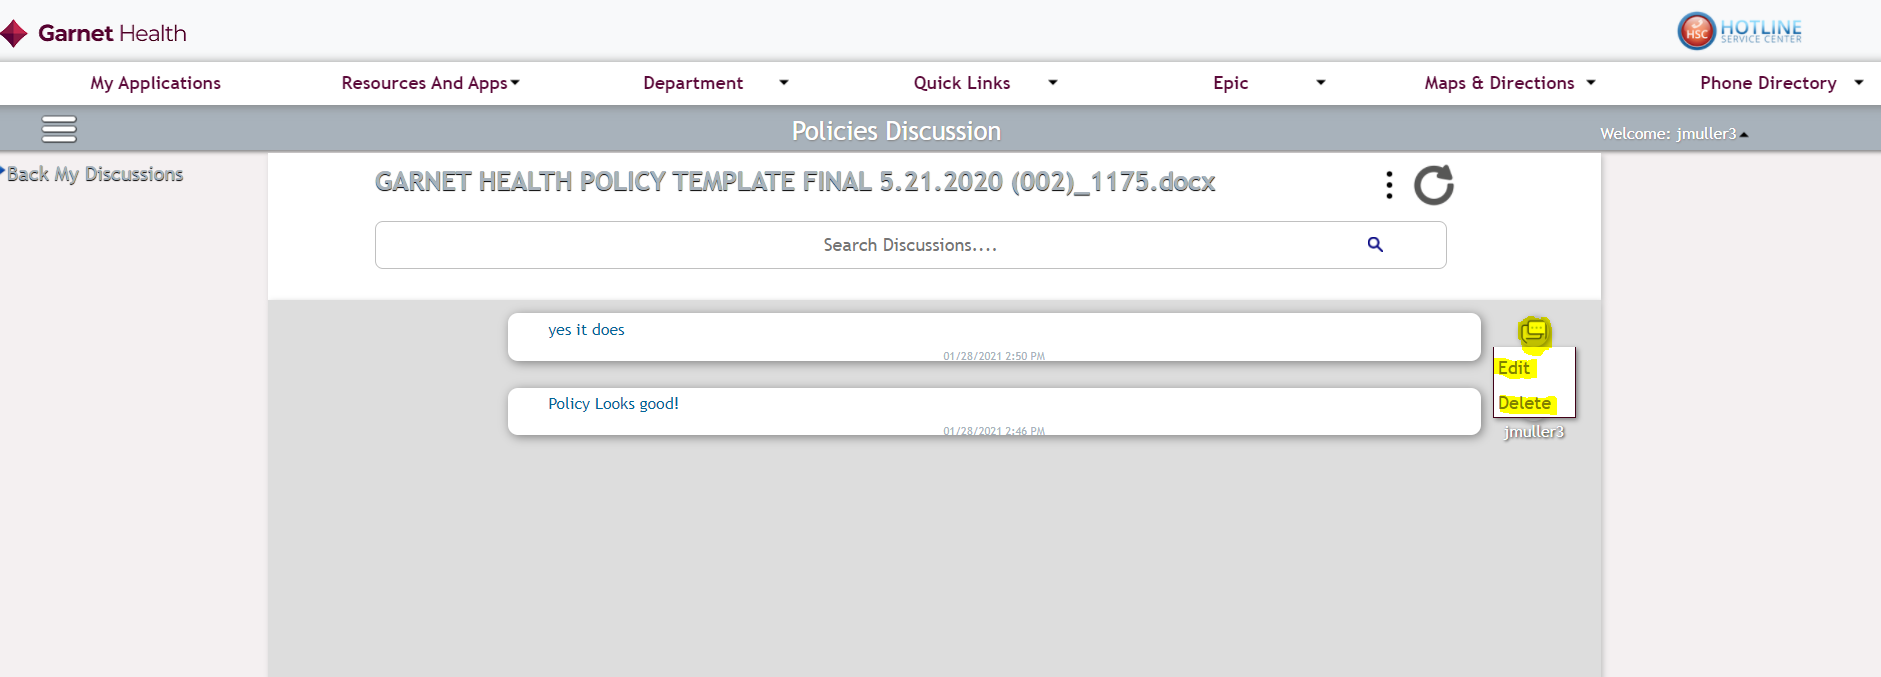 Garnet Health
HSC HOTLINE
SERVICE CENTER
My Applications Resources And Apps Department Quick Links Epic Maps & Directions Phone Directory
Policies Discussion
Welcome: jmuller3
Back My Discussions
GARNET HEALTH POLICY TEMPLATE FINAL 5.21.2020 (002)_1175.docx
Search Discussions....
yes it does
01/28/2021 2:50 PM
Edit
Delete
Policy Looks good!
01/28/2021 2:46 PM
jmuller3